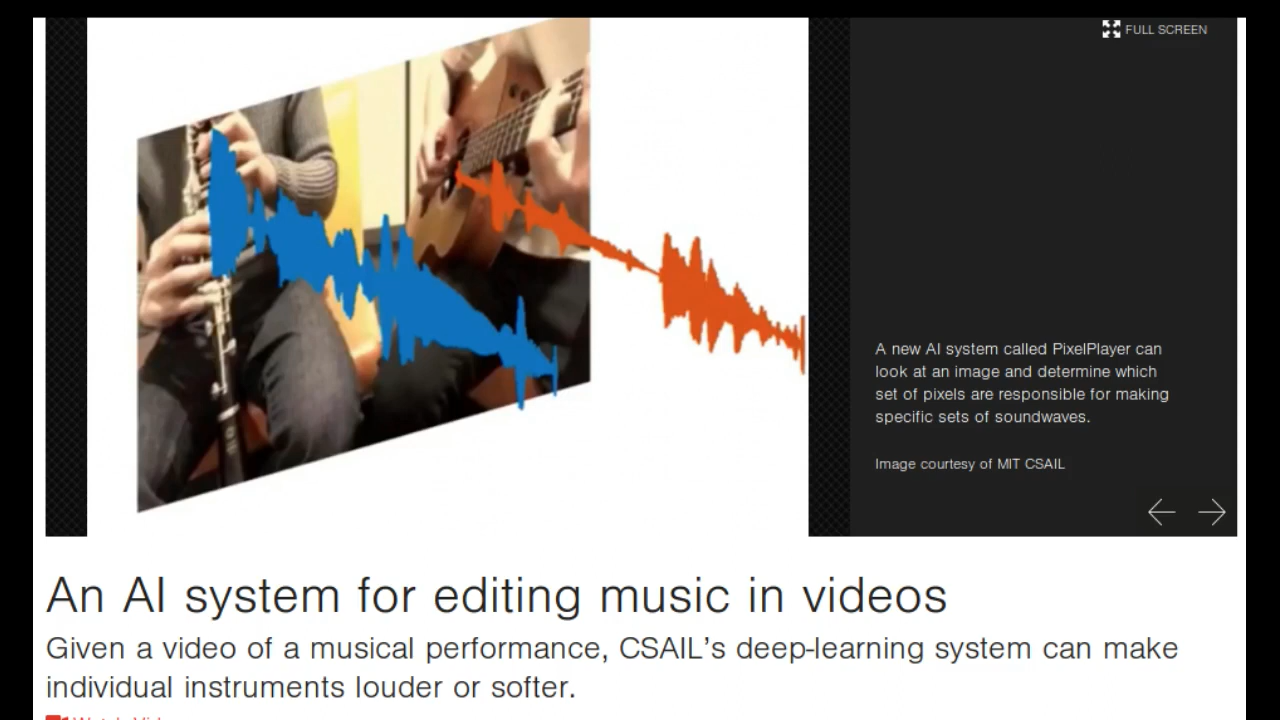 FULL SCREEN
A new AI system called PixelPlayer can
look at an image and determine which
set of pixels are responsible for making
specific sets of soundwaves.
Image courtesy of MIT CSAIL
An AI system for editing music in videos
Given a video of a musical performance, CSAIL’s deep-learning system can make
individual instruments louder or softer.